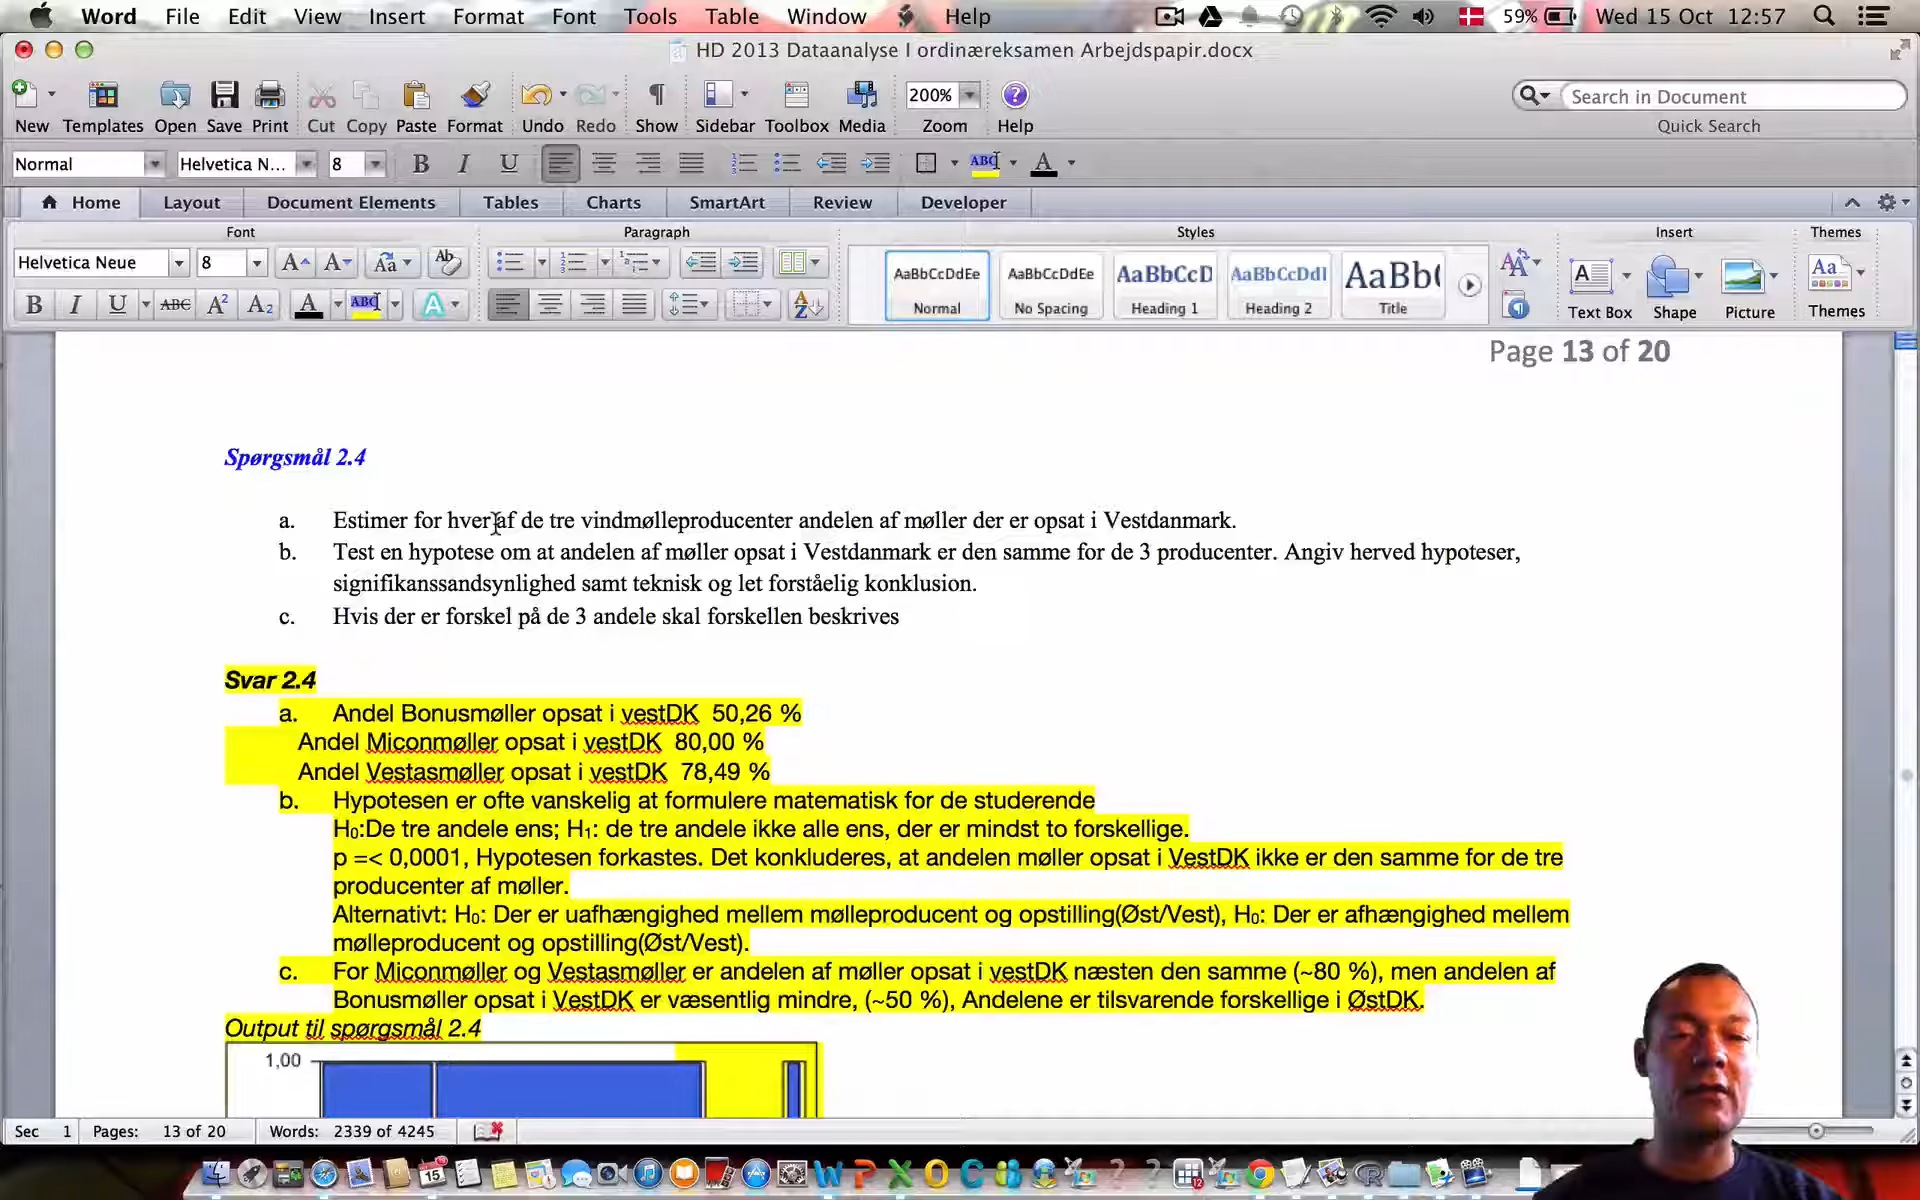 Word File Edit View Insert Format Font Tools Table Window Help 59% Wed 15 Oct 12:57
HD 2013 Dataanalyse I ordinæreksamen Arbejdspapir.docx
200% Search in Document
New Templates Open Save Print Cut Copy Paste Format Undo Redo Show Sidebar Toolbox Media Zoom Help Quick Search
Normal Helvetica N... 8 B I U ABC A
Home Layout Document Elements Tables Charts SmartArt Review Developer
Font Paragraph Styles Insert Themes
Helvetica Neue 8 A A Aa Ab AaBbCcDdEe AaBbCcDdEe AaBbCcD AaBbCcDdI AaBb( A Aa
B I U ABC A² A₂ A ABC A A Z Normal No Spacing Heading 1 Heading 2 Title Text Box Shape Picture Themes
Page 13 of 20
Spørgsmål 2.4
a. Estimer for hver af de tre vindmølleproducenter andelen af møller der er opsat i Vestdanmark.
b. Test en hypotese om at andelen af møller opsat i Vestdanmark er den samme for de 3 producenter. Angiv herved hypoteser,
signifikanssandsynlighed samt teknisk og let forståelig konklusion.
c. Hvis der er forskel på de 3 andele skal forskellen beskrives
Svar 2.4
a. Andel Bonusmøller opsat i vestDK 50,26 %
Andel Miconmøller opsat i vestDK 80,00 %
Andel Vestasmøller opsat i vestDK 78,49 %
b. Hypotesen er ofte vanskelig at formulere matematisk for de studerende
H₀:De tre andele ens; H₁: de tre andele ikke alle ens, der er mindst to forskellige.
p =< 0,0001, Hypotesen forkastes. Det konkluderes, at andelen møller opsat i VestDK ikke er den samme for de tre
producenter af møller.
Alternativt: H₀: Der er uafhængighed mellem mølleproducent og opstilling(Øst/Vest), H₀: Der er afhængighed mellem
mølleproducent og opstilling(Øst/Vest).
c. For Miconmøller og Vestasmøller er andelen af møller opsat i vestDK næsten den samme (~80 %), men andelen af
Bonusmøller opsat i VestDK er væsentlig mindre, (~50 %), Andelene er tilsvarende forskellige i ØstDK.
Output til spørgsmål 2.4
1,00
Sec 1 Pages: 13 of 20 Words: 2339 of 4245